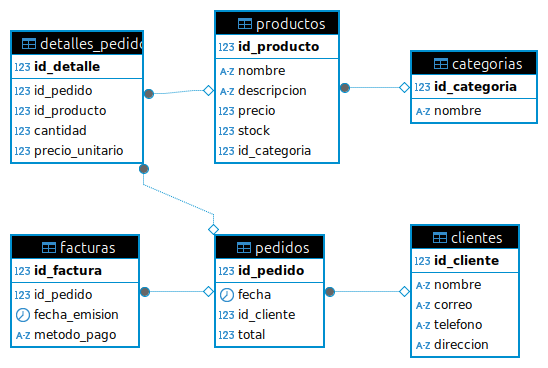 detalles_pedido
123 id_detalle
123 id_pedido
123 id_producto
123 cantidad
123 precio_unitario
productos
123 id_producto
A-Z nombre
A-Z descripcion
123 precio
123 stock
123 id_categoria
categorias
123 id_categoria
A-Z nombre
facturas
123 id_factura
123 id_pedido
fecha_emision
A-Z metodo_pago
pedidos
123 id_pedido
fecha
123 id_cliente
123 total
clientes
123 id_cliente
A-Z nombre
A-Z correo
A-Z telefono
A-Z direccion